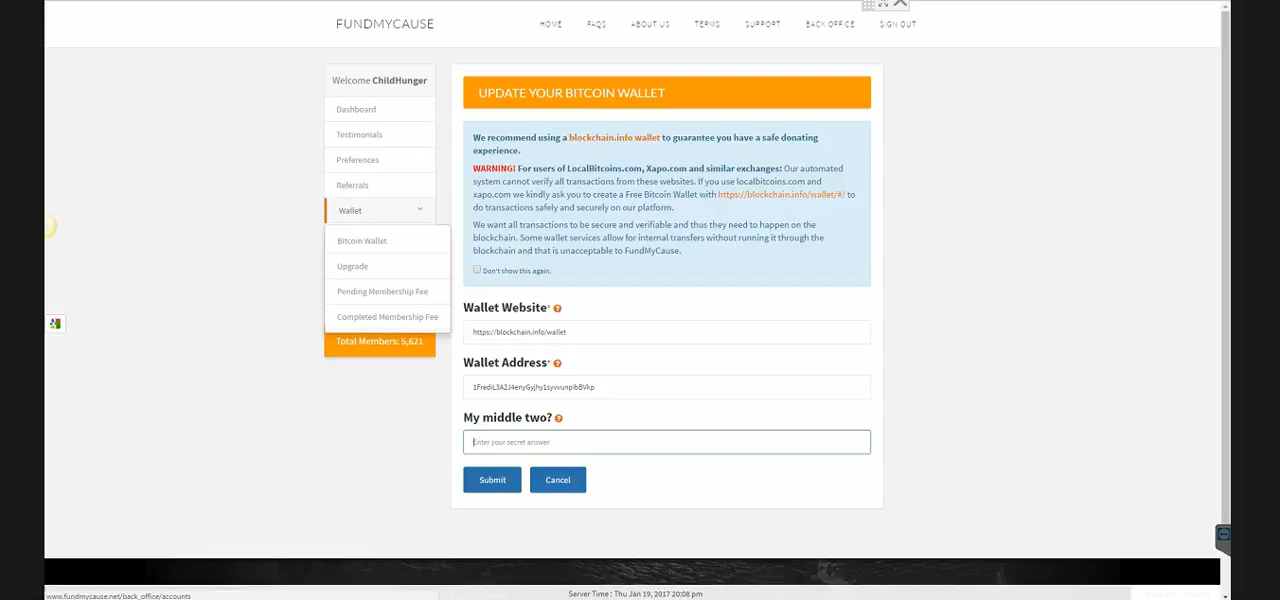 FUNDMYCAUSE
HOME FAQS ABOUT US TERMS SUPPORT BACK OFFICE SIGN OUT
Welcome ChildHunger
Dashboard
Testimonials
Preferences
Referrals
Wallet
Bitcoin Wallet
Upgrade
Pending Membership Fee
Completed Membership Fee
Total Members: 5,621
UPDATE YOUR BITCOIN WALLET
We recommend using a blockchain.info wallet to guarantee you have a safe donating
experience.
WARNING! For users of LocalBitcoins.com, Xapo.com and similar exchanges: Our automated
system cannot verify all transactions from these websites. If you use localbitcoins.com and
xapo.com we kindly ask you to create a Free Bitcoin Wallet with https://blockchain.info/wallet/#/ to
do transactions safely and securely on our platform.
We want all transactions to be secure and verifiable and thus they need to happen on the
blockchain. Some wallet services allow for internal transfers without running it through the
blockchain and that is unacceptable to FundMyCause.
Don't show this again.
Wallet Website*
https://blockchain.info/wallet
Wallet Address*
My middle two?
Enter your secret answer
Submit Cancel
www.fundmycause.net/back_office/accounts
Server Time : Thu Jan 19, 2017 20:08 pm